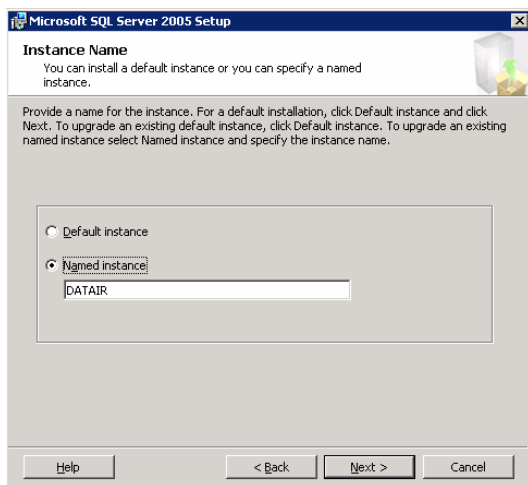 Microsoft SQL Server 2005 Setup
Instance Name
You can install a default instance or you can specify a named
instance.
Provide a name for the instance. For a default installation, click Default instance and click
Next. To upgrade an existing default instance, click Default instance. To upgrade an existing
named instance select Named instance and specify the instance name.
Default instance
Named instance
DATAIR
Help
< Back
Next >
Cancel